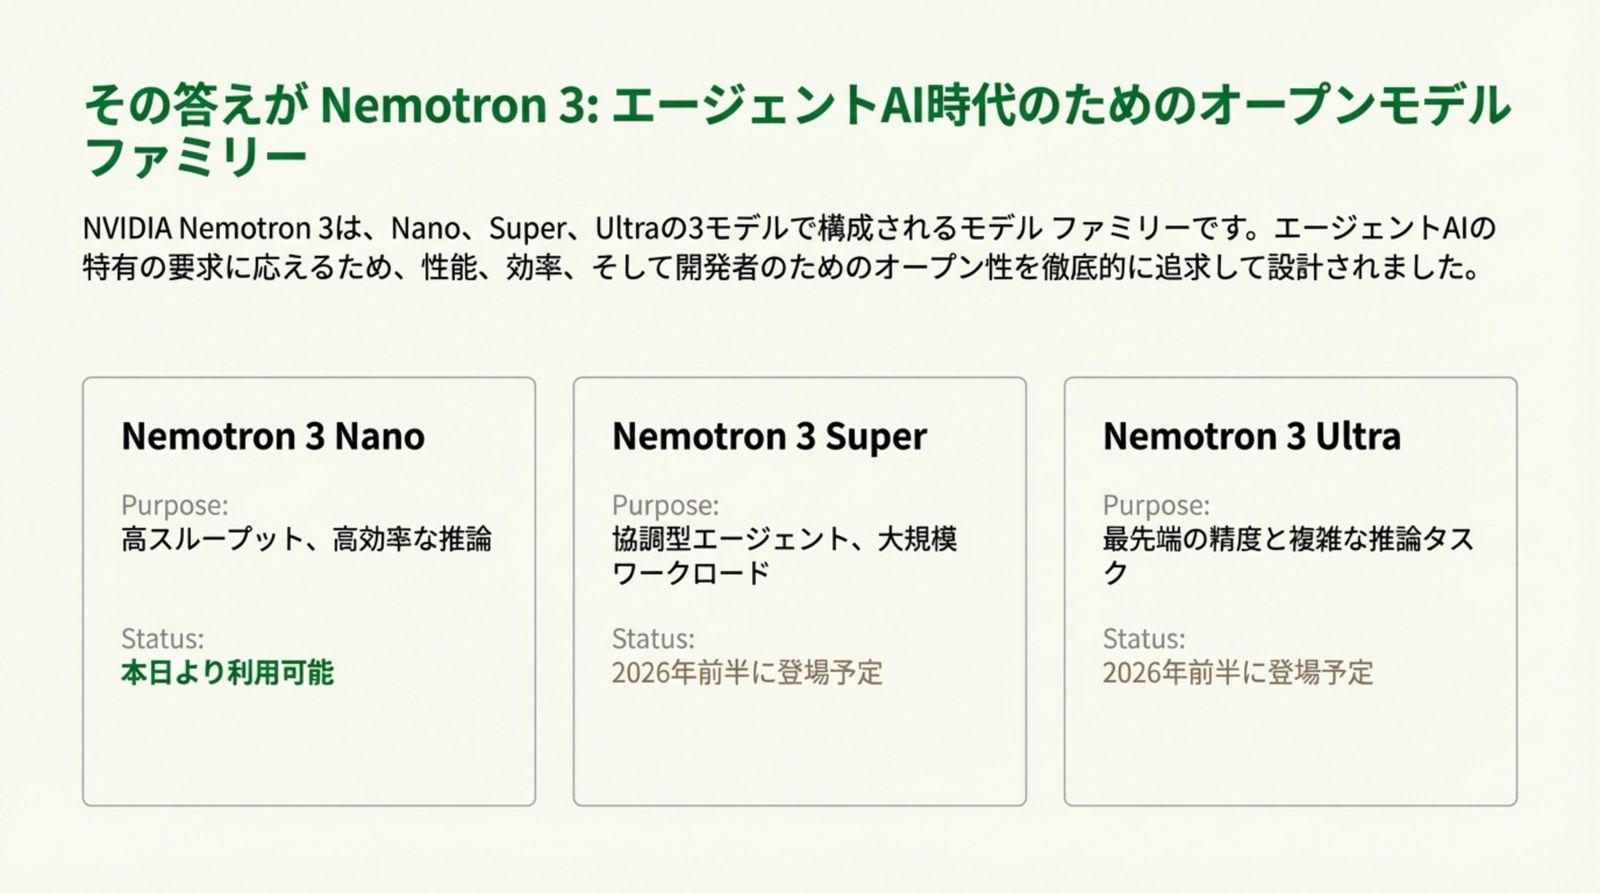 その答えが Nemotron 3: エージェントAI時代のためのオープンモデル
ファミリー
NVIDIA Nemotron 3は、Nano、Super、Ultraの3モデルで構成されるモデル ファミリーです。エージェントAIの
特有の要求に応えるため、性能、効率、そして開発者のためのオープン性を徹底的に追求して設計されました。
Nemotron 3 Nano
Purpose:
高スループット、高効率な推論
Status:
本日より利用可能
Nemotron 3 Super
Purpose:
協調型エージェント、大規模
ワークロード
Status:
2026年前半に登場予定
Nemotron 3 Ultra
Purpose:
最先端の精度と複雑な推論タス
ク
Status:
2026年前半に登場予定